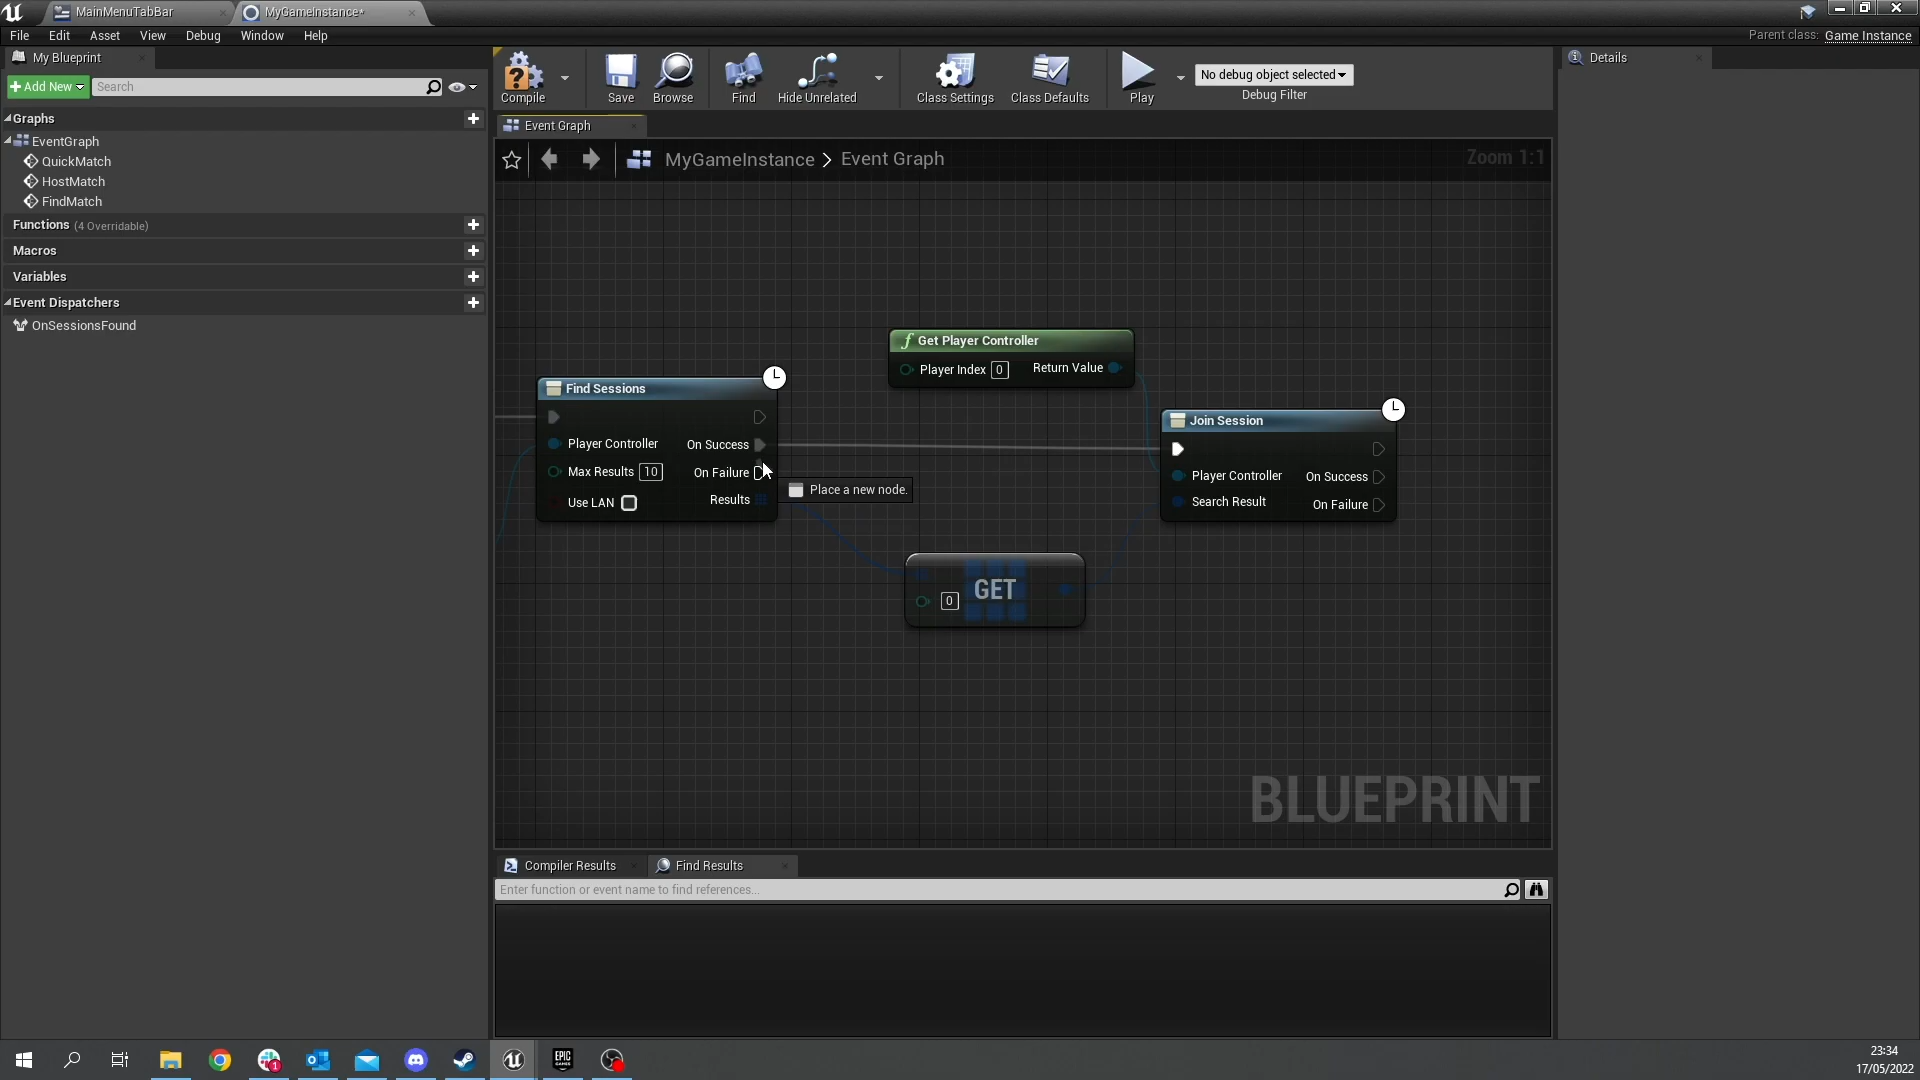 MainMenuTabBar
MyGameInstance*
File Edit Asset View Debug Window Help
Parent class: Game Instance
My Blueprint
Add New
Search
Graphs
EventGraph
QuickMatch
HostMatch
FindMatch
Functions (4 Overridable)
Macros
Variables
Event Dispatchers
OnSessionsFound
Compile
Save
Browse
Find
Hide Unrelated
Class Settings
Class Defaults
Play
No debug object selected
Debug Filter
Details
Event Graph
MyGameInstance > Event Graph
Zoom 1:1
Get Player Controller
Player Index 0 Return Value
Find Sessions
Player Controller On Success
Max Results 10 On Failure
Use LAN Results
Place a new node.
Join Session
Player Controller On Success
Search Result On Failure
GET
0
BLUEPRINT
Compiler Results
Find Results
Enter function or event name to find references...
EPIC
GAMES
1
23:34
17/05/2022